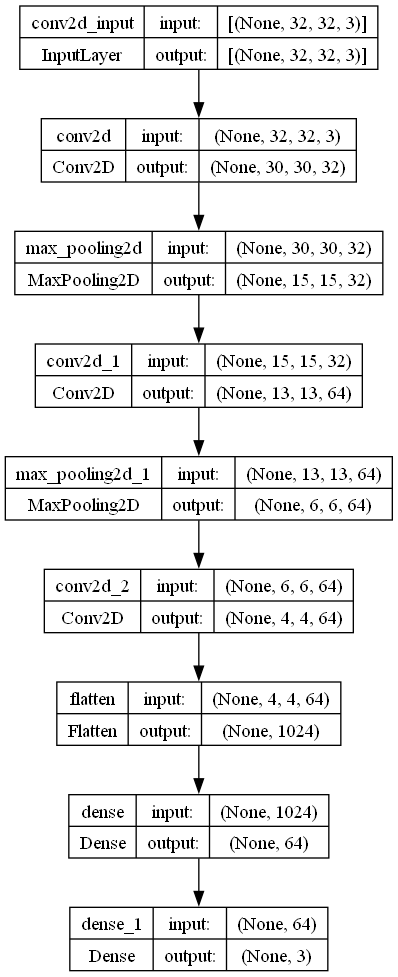 conv2d_input input: [(None, 32, 32, 3)]
InputLayer output: [(None, 32, 32, 3)]
conv2d input: (None, 32, 32, 3)
Conv2D output: (None, 30, 30, 32)
max_pooling2d input: (None, 30, 30, 32)
MaxPooling2D output: (None, 15, 15, 32)
conv2d_1 input: (None, 15, 15, 32)
Conv2D output: (None, 13, 13, 64)
max_pooling2d_1 input: (None, 13, 13, 64)
MaxPooling2D output: (None, 6, 6, 64)
conv2d_2 input: (None, 6, 6, 64)
Conv2D output: (None, 4, 4, 64)
flatten input: (None, 4, 4, 64)
Flatten output: (None, 1024)
dense input: (None, 1024)
Dense output: (None, 64)
dense_1 input: (None, 64)
Dense output: (None, 3)